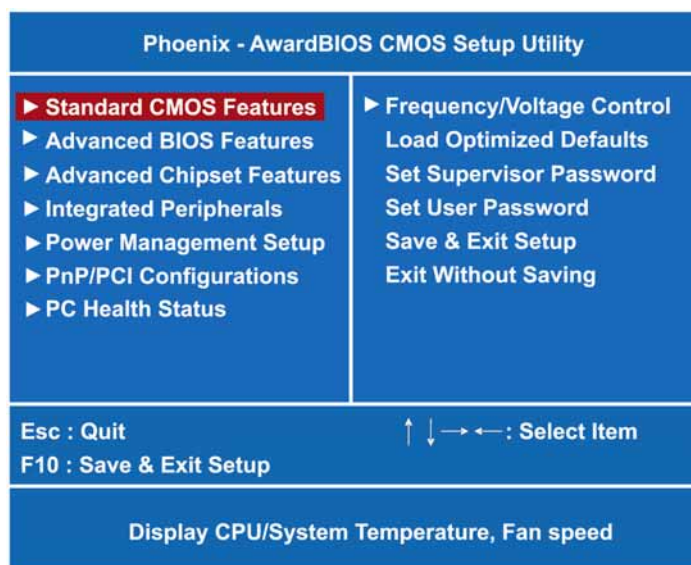 Phoenix - AwardBIOS CMOS Setup Utility
▶ Standard CMOS Features
▶ Advanced BIOS Features
▶ Advanced Chipset Features
▶ Integrated Peripherals
▶ Power Management Setup
▶ PnP/PCI Configurations
▶ PC Health Status
▶ Frequency/Voltage Control
Load Optimized Defaults
Set Supervisor Password
Set User Password
Save & Exit Setup
Exit Without Saving
Esc : Quit
↑ ↓ → ← : Select Item
F10 : Save & Exit Setup
Display CPU/System Temperature, Fan speed